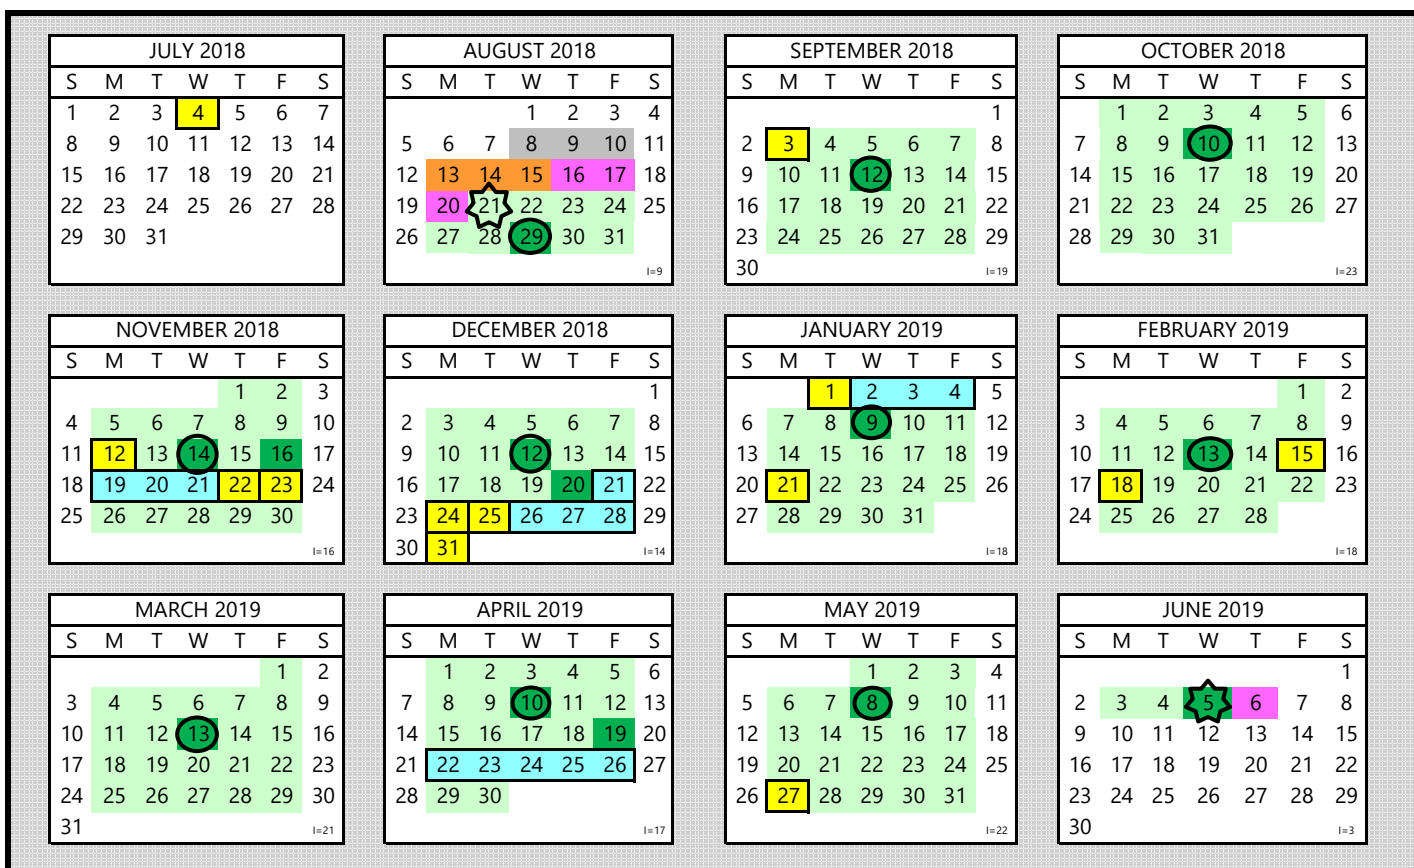 JULY 2018
S M T W T F S
1 2 3 4 5 6 7
8 9 10 11 12 13 14
15 16 17 18 19 20 21
22 23 24 25 26 27 28
29 30 31
AUGUST 2018
S M T W T F S
1 2 3 4
5 6 7 8 9 10 11
12 13 14 15 16 17 18
19 20 21 22 23 24 25
26 27 28 29 30 31
I=9
SEPTEMBER 2018
S M T W T F S
1
2 3 4 5 6 7 8
9 10 11 12 13 14 15
16 17 18 19 20 21 22
23 24 25 26 27 28 29
30 I=19
OCTOBER 2018
S M T W T F S
1 2 3 4 5 6
7 8 9 10 11 12 13
14 15 16 17 18 19 20
21 22 23 24 25 26 27
28 29 30 31
I=23
NOVEMBER 2018
S M T W T F S
1 2 3
4 5 6 7 8 9 10
11 12 13 14 15 16 17
18 19 20 21 22 23 24
25 26 27 28 29 30
I=16
DECEMBER 2018
S M T W T F S
1
2 3 4 5 6 7 8
9 10 11 12 13 14 15
16 17 18 19 20 21 22
23 24 25 26 27 28 29
30 31 I=14
JANUARY 2019
S M T W T F S
1 2 3 4 5
6 7 8 9 10 11 12
13 14 15 16 17 18 19
20 21 22 23 24 25 26
27 28 29 30 31
I=18
FEBRUARY 2019
S M T W T F S
1 2
3 4 5 6 7 8 9
10 11 12 13 14 15 16
17 18 19 20 21 22 23
24 25 26 27 28
I=18
MARCH 2019
S M T W T F S
1 2
3 4 5 6 7 8 9
10 11 12 13 14 15 16
17 18 19 20 21 22 23
24 25 26 27 28 29 30
31 I=21
APRIL 2019
S M T W T F S
1 2 3 4 5 6
7 8 9 10 11 12 13
14 15 16 17 18 19 20
21 22 23 24 25 26 27
28 29 30
I=17
MAY 2019
S M T W T F S
1 2 3 4
5 6 7 8 9 10 11
12 13 14 15 16 17 18
19 20 21 22 23 24 25
26 27 28 29 30 31
I=22
JUNE 2019
S M T W T F S
1
2 3 4 5 6 7 8
9 10 11 12 13 14 15
16 17 18 19 20 21 22
23 24 25 26 27 28 29
30 I=3